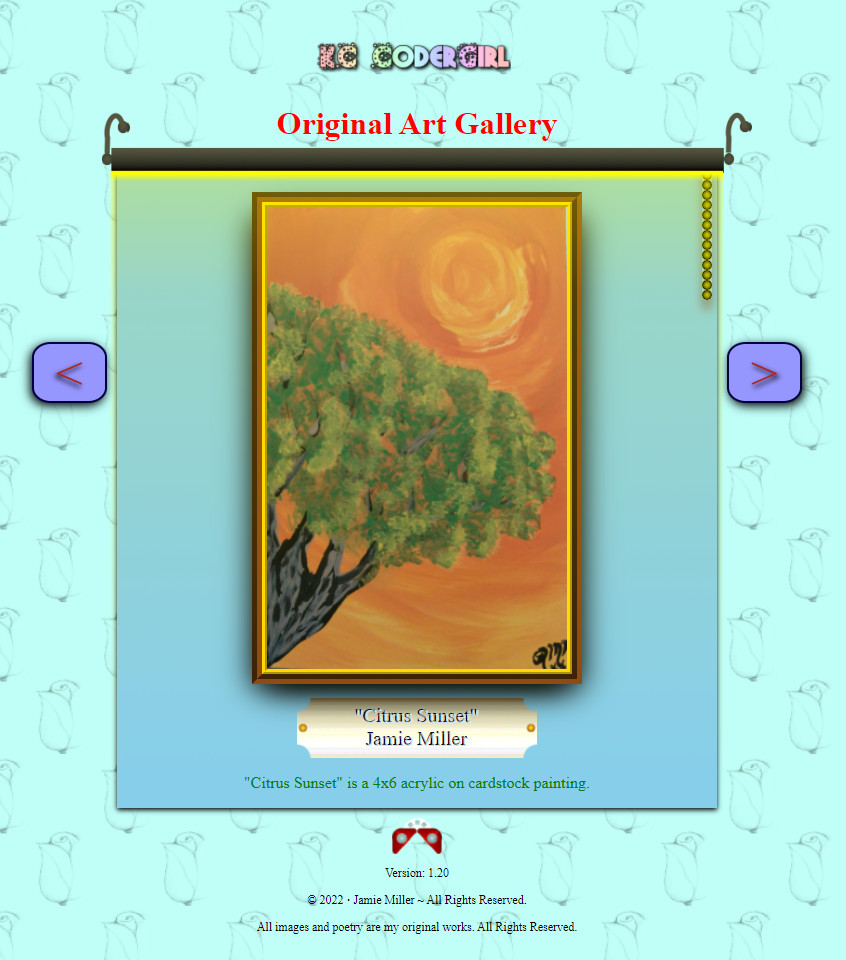 KC CoderGirl
Original Art Gallery
<
>
"Citrus Sunset"
Jamie Miller
"Citrus Sunset" is a 4x6 acrylic on cardstock painting.
Version: 1.20
© 2022 · Jamie Miller ~ All Rights Reserved.
All images and poetry are my original works. All Rights Reserved.